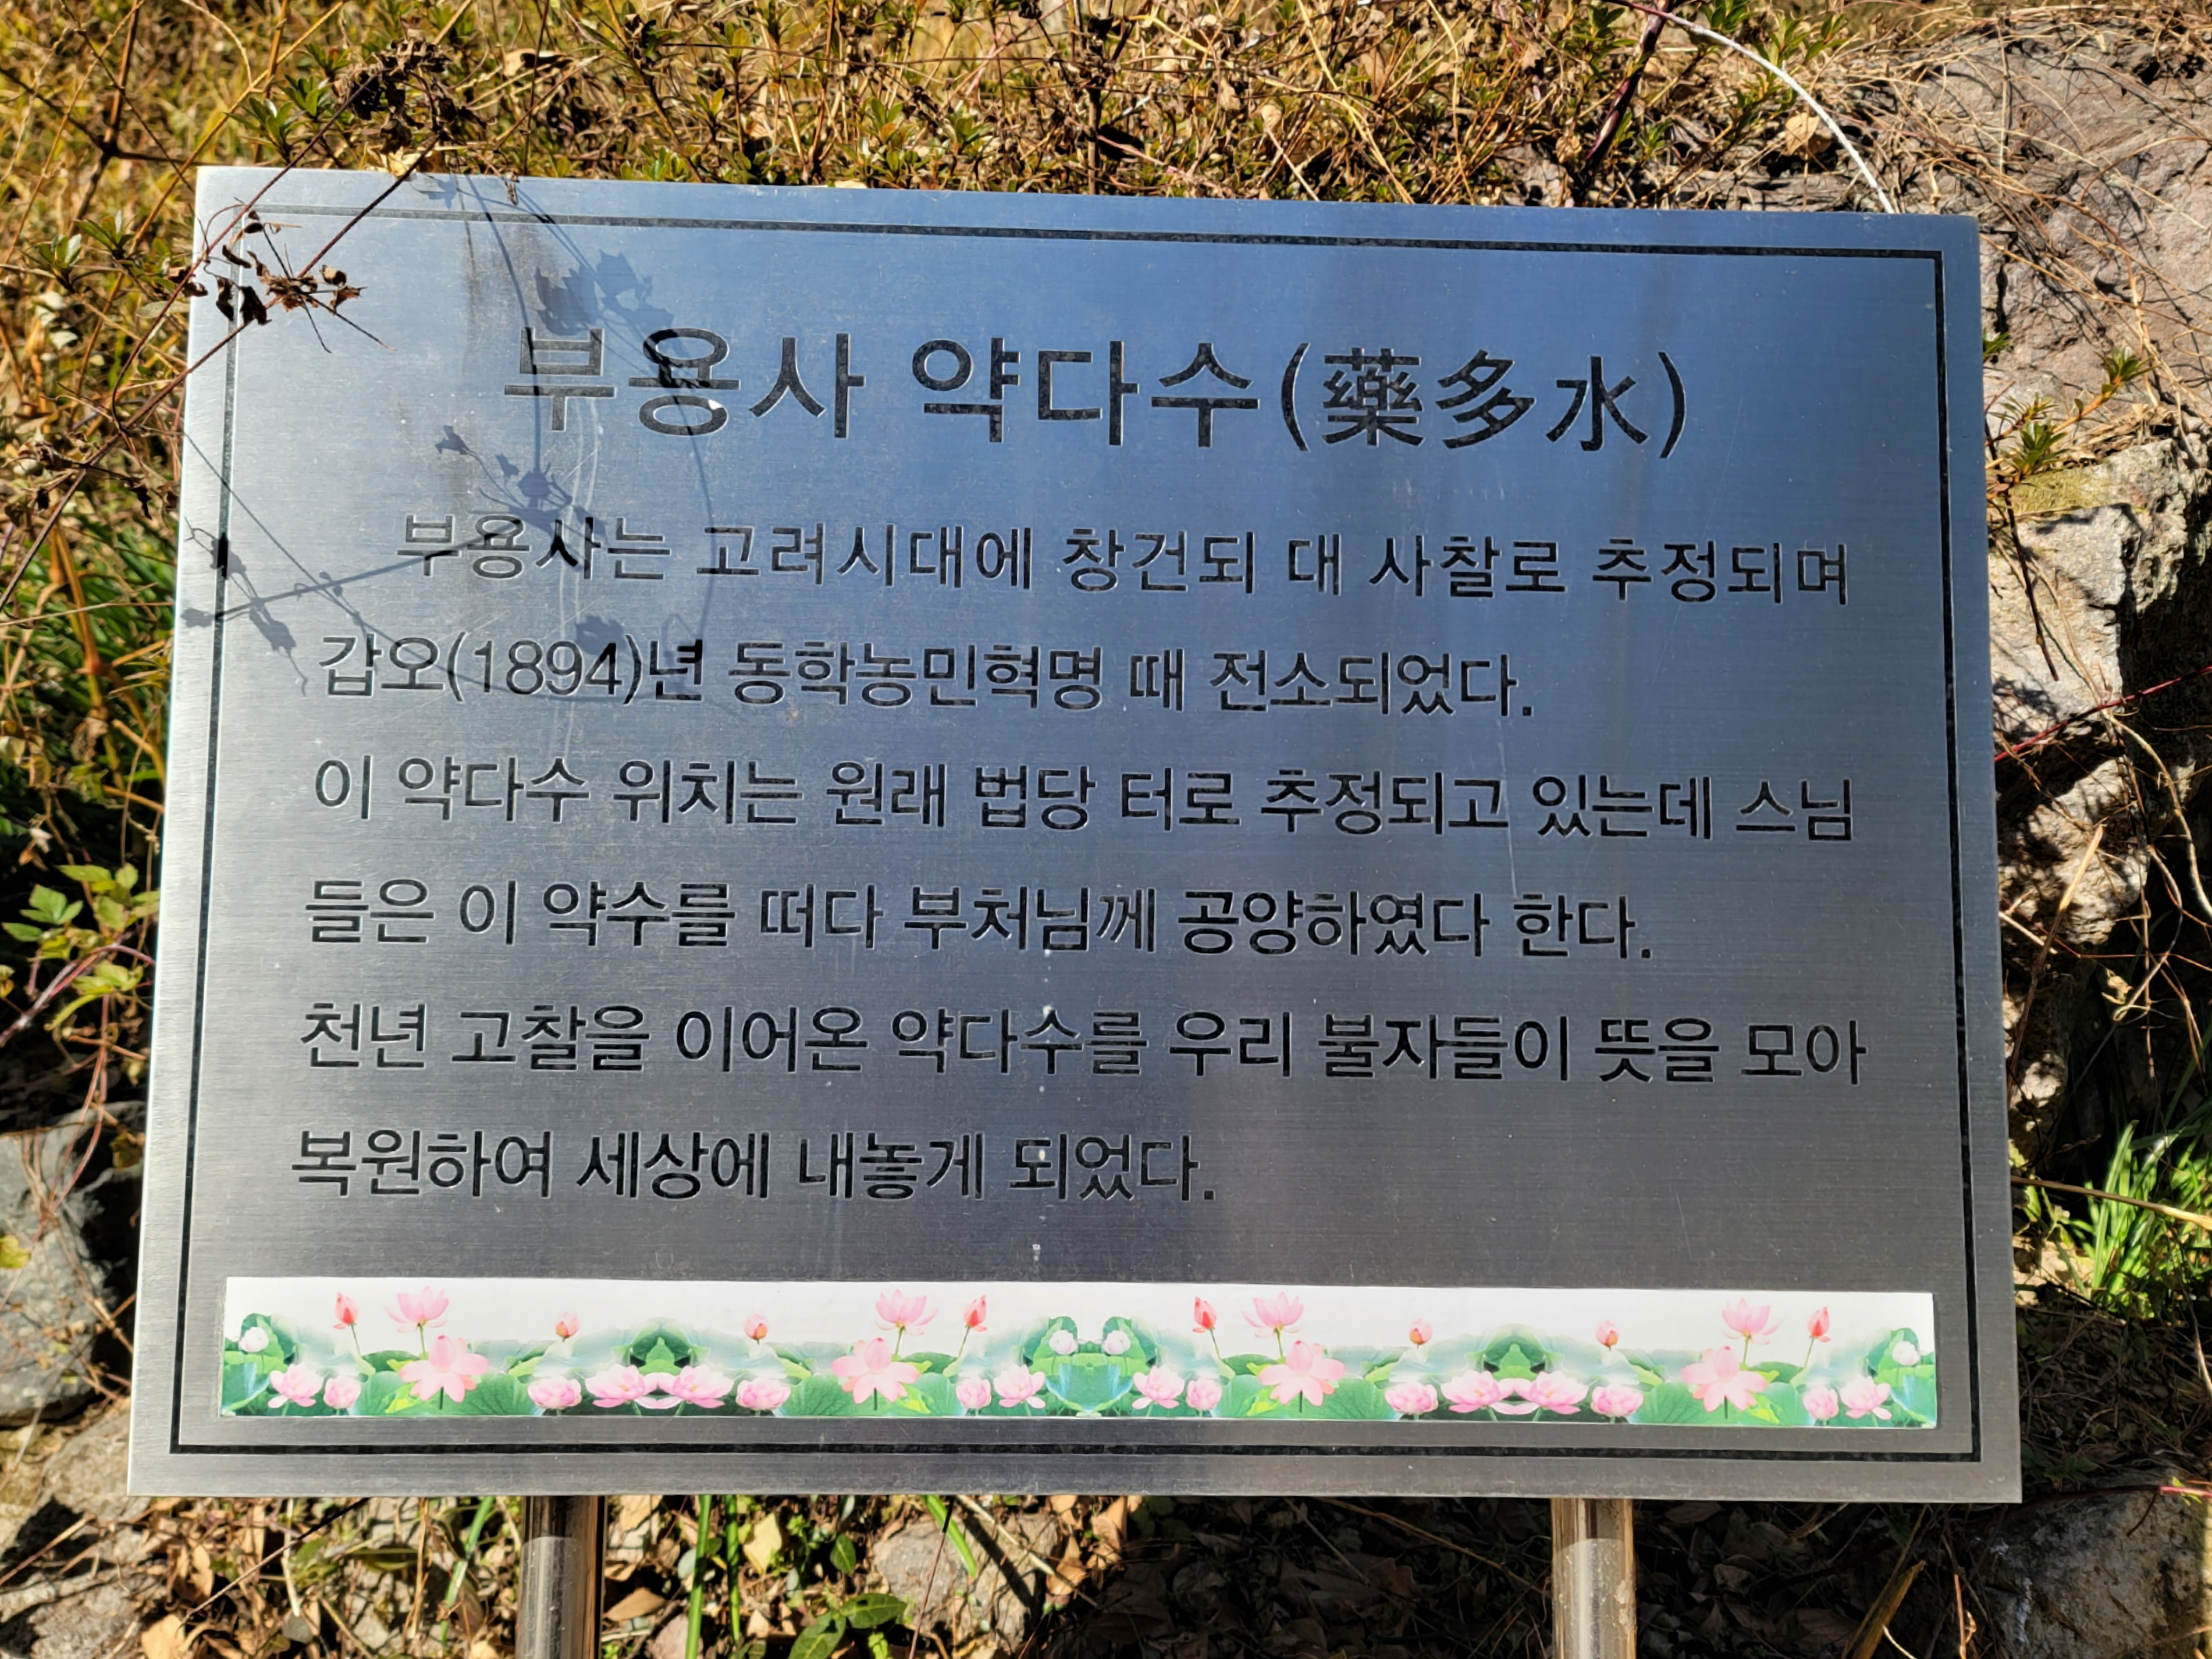 부용사 약다수(藥多水)
부용사는 고려시대에 창건되 대 사찰로 추정되며
갑오(1894)년 동학농민혁명 때 전소되었다.
이 약다수 위치는 원래 법당 터로 추정되고 있는데 스님
들은 이 약수를 떠다 부처님께 공양하였다 한다.
천년 고찰을 이어온 약다수를 우리 불자들이 뜻을 모아
복원하여 세상에 내놓게 되었다.